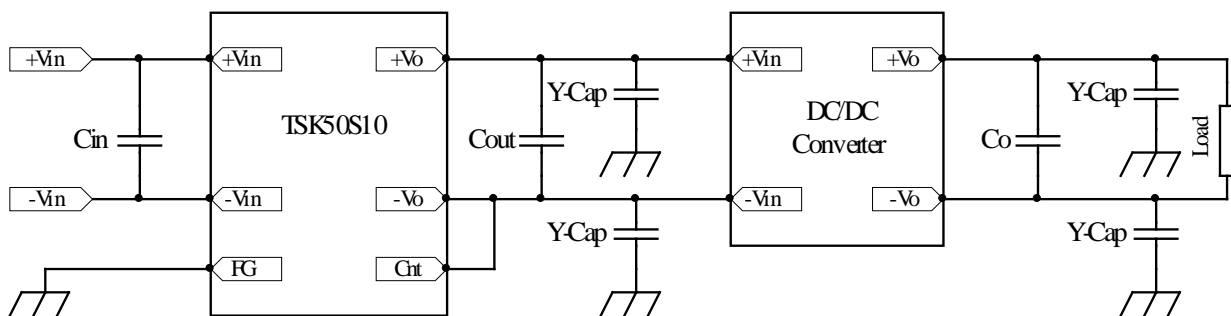 +Vin
+Vin
+Vo
+Vin
+Vo
Y-Cap
Y-Cap
Cin
TSK50S10
Cout
DC/DC
Converter
Co
Load
-Vin
-Vin
-Vo
-Vin
-Vo
Y-Cap
Y-Cap
FG
Cnt